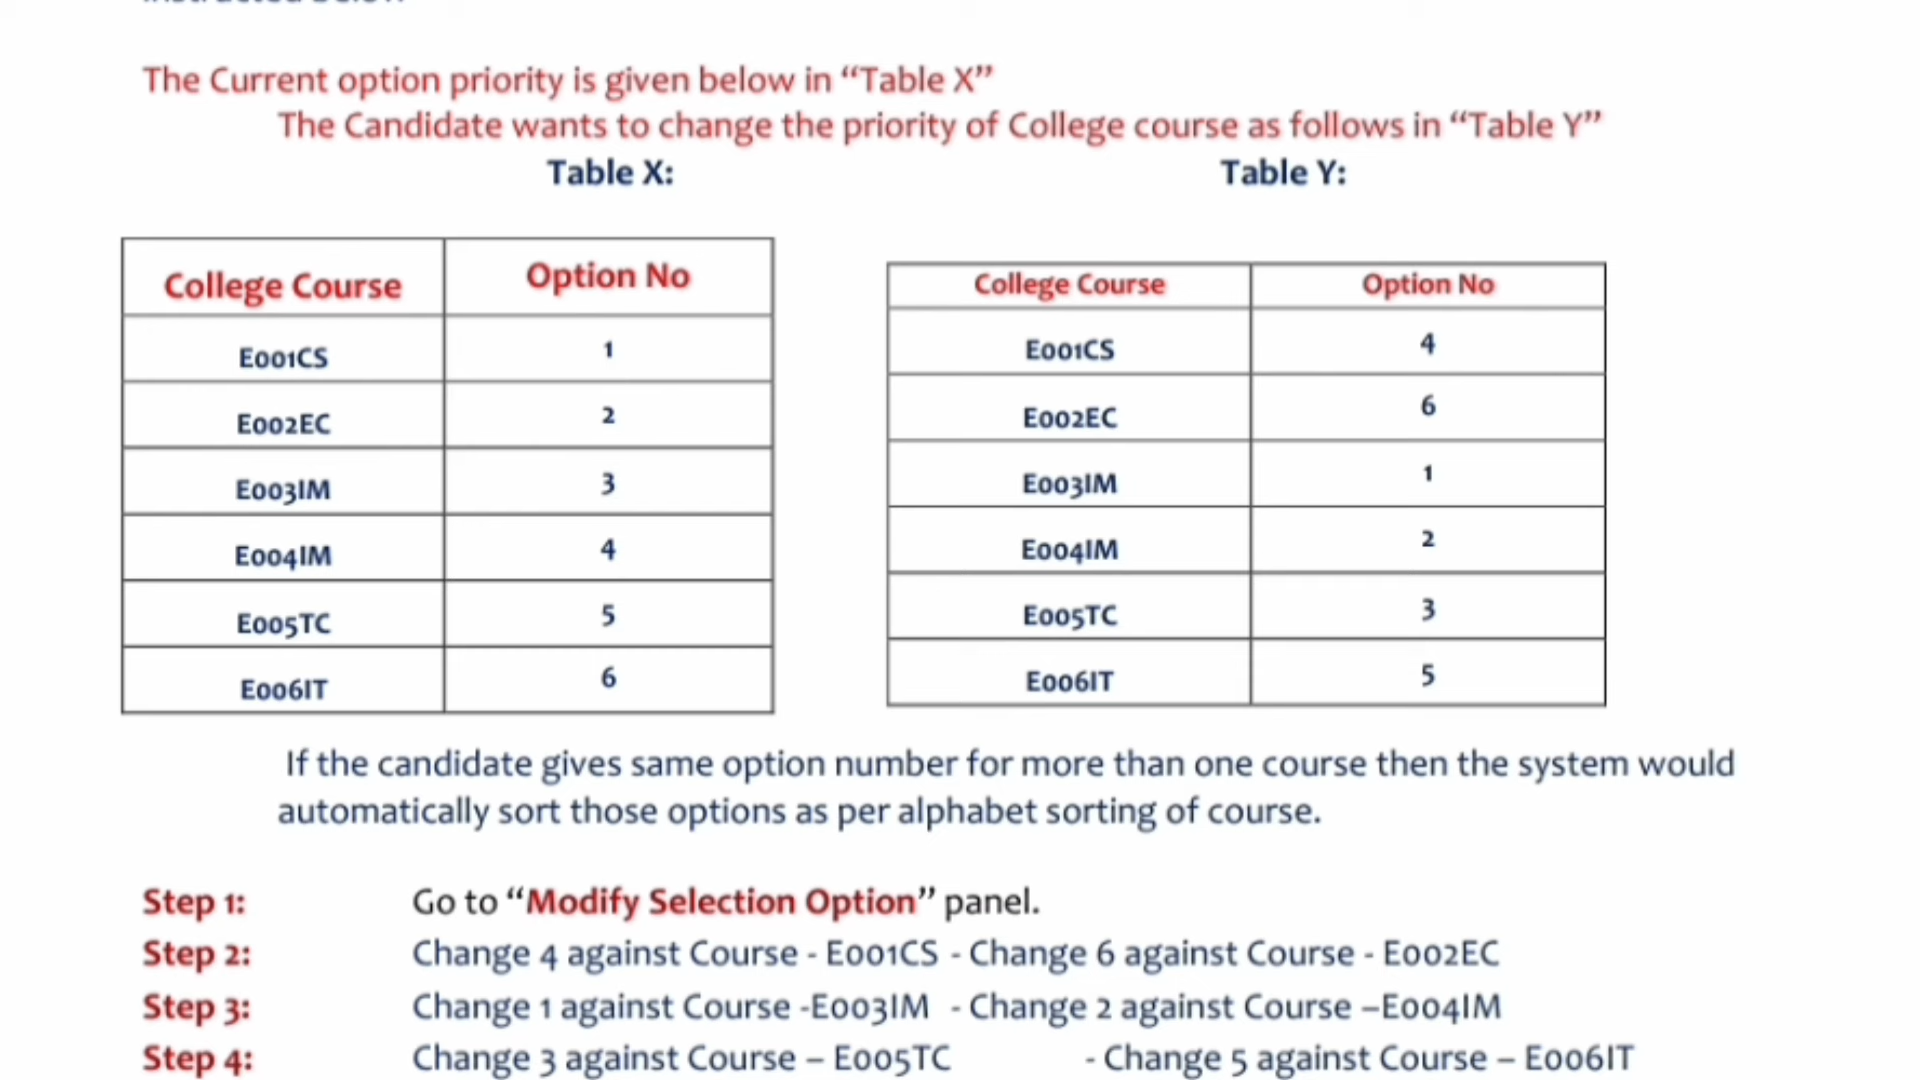 The Current option priority is given below in “Table X”
The Candidate wants to change the priority of College course as follows in “Table Y”
Table X:
Table Y:
College Course Option No
E001CS 1
E002EC 2
E003IM 3
E004IM 4
E005TC 5
E006IT 6
College Course Option No
E001CS 4
E002EC 6
E003IM 1
E004IM 2
E005TC 3
E006IT 5
If the candidate gives same option number for more than one course then the system would
automatically sort those options as per alphabet sorting of course.
Step 1: Go to “Modify Selection Option” panel.
Step 2: Change 4 against Course - E001CS - Change 6 against Course - E002EC
Step 3: Change 1 against Course -E003IM - Change 2 against Course –E004IM
Step 4: Change 3 against Course – E005TC - Change 5 against Course – E006IT